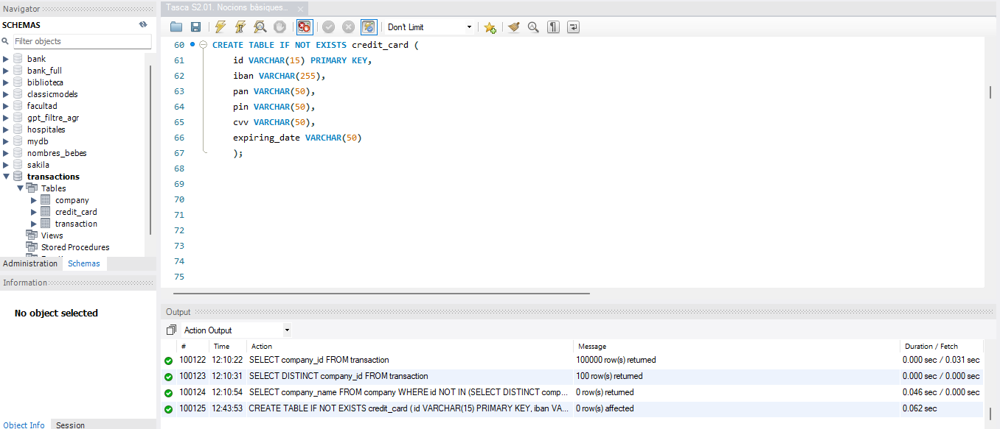 Navigator
SCHEMAS
Filter objects
bank
bank_full
biblioteca
classicmodels
facultad
gpt_filtre_agr
hospitales
mydb
nombres_bebes
sakila
transactions
Tables
company
credit_card
transaction
Views
Stored Procedures
Administration Schemas
Information
No object selected
Object Info Session
Tasca S2.01. Nocions bàsiques...
Don't Limit
60 CREATE TABLE IF NOT EXISTS credit_card (
61 id VARCHAR(15) PRIMARY KEY,
62 iban VARCHAR(255),
63 pan VARCHAR(50),
64 pin VARCHAR(50),
65 cvv VARCHAR(50),
66 expiring_date VARCHAR(50)
67 );
68
69
70
71
72
73
74
75
Output
Action Output
# Time Action Message Duration / Fetch
100122 12:10:22 SELECT company_id FROM transaction 100000 row(s) returned 0.000 sec / 0.031 sec
100123 12:10:31 SELECT DISTINCT company_id FROM transaction 100 row(s) returned 0.000 sec / 0.000 sec
100124 12:10:54 SELECT company_name FROM company WHERE id NOT IN (SELECT DISTINCT comp... 0 row(s) returned 0.046 sec / 0.000 sec
100125 12:43:53 CREATE TABLE IF NOT EXISTS credit_card ( id VARCHAR(15) PRIMARY KEY, iban VA... 0 row(s) affected 0.062 sec